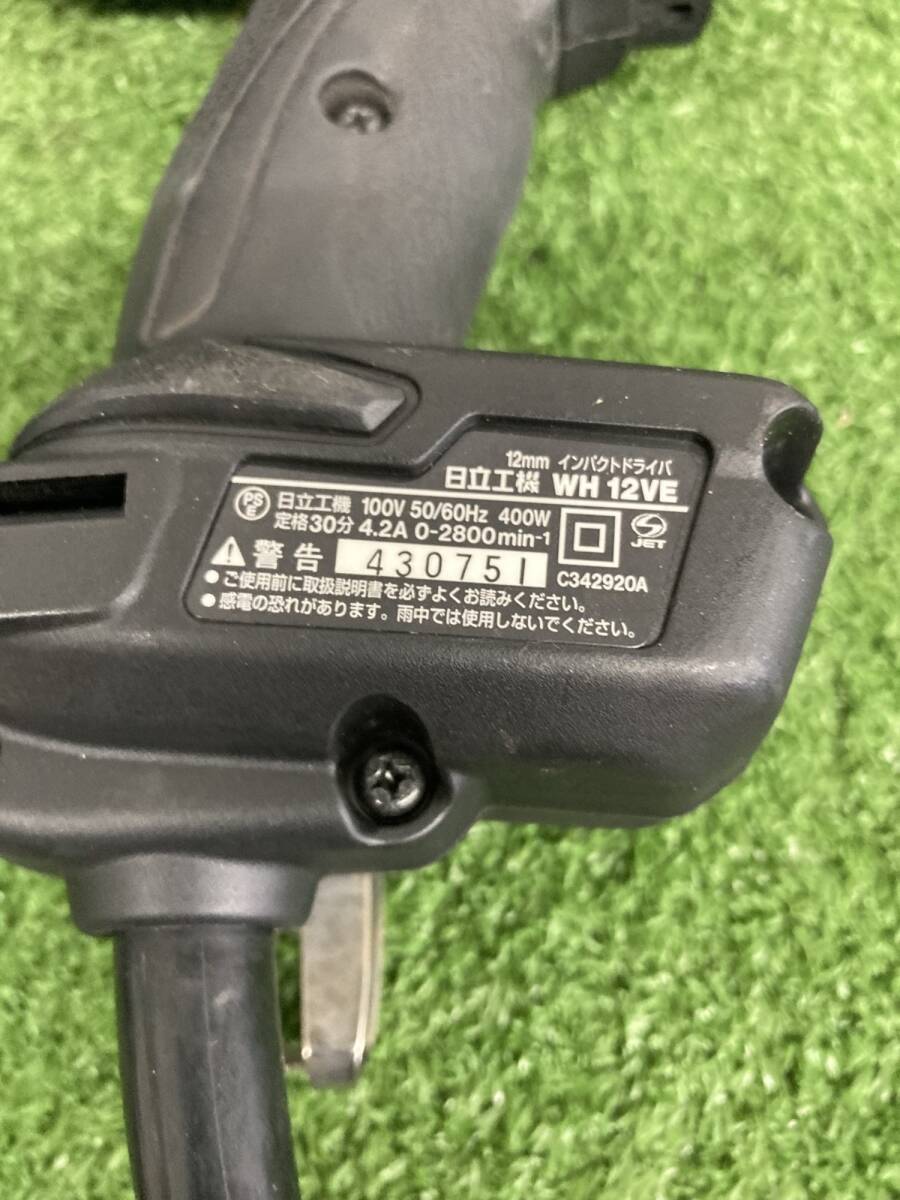 12mm インパクトドライバ
日立工機 WH 12VE
PS E 日立工機 100V 50/60Hz 400W
定格30分 4.2A 0-2800min-1
JET
警告 430751 C342920A
●ご使用前に取扱説明書を必ずよくお読みください。
●感電の恐れがあります。雨中では使用しないでください。